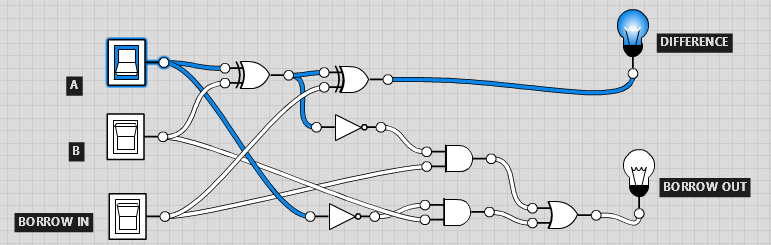 DIFFERENCE
A
B
BORROW OUT
BORROW IN